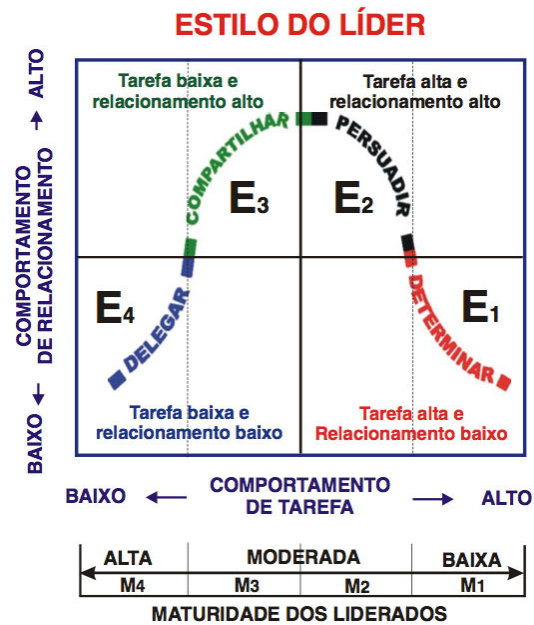 ESTILO DO LÍDER
Tarefa baixa e
relacionamento alto
Tarefa alta e
relacionamento alto
COMPARTILHAR
PERSUADIR
E3
E2
E4
E1
DELEGAR
DETERMINAR
Tarefa baixa e
relacionamento baixo
Tarefa alta e
Relacionamento baixo
ALTO
COMPORTAMENTO
DE RELACIONAMENTO
BAIXO
BAIXO
COMPORTAMENTO
DE TAREFA
ALTO
ALTA
MODERADA
BAIXA
M4
M3
M2
M1
MATURIDADE DOS LIDERADOS